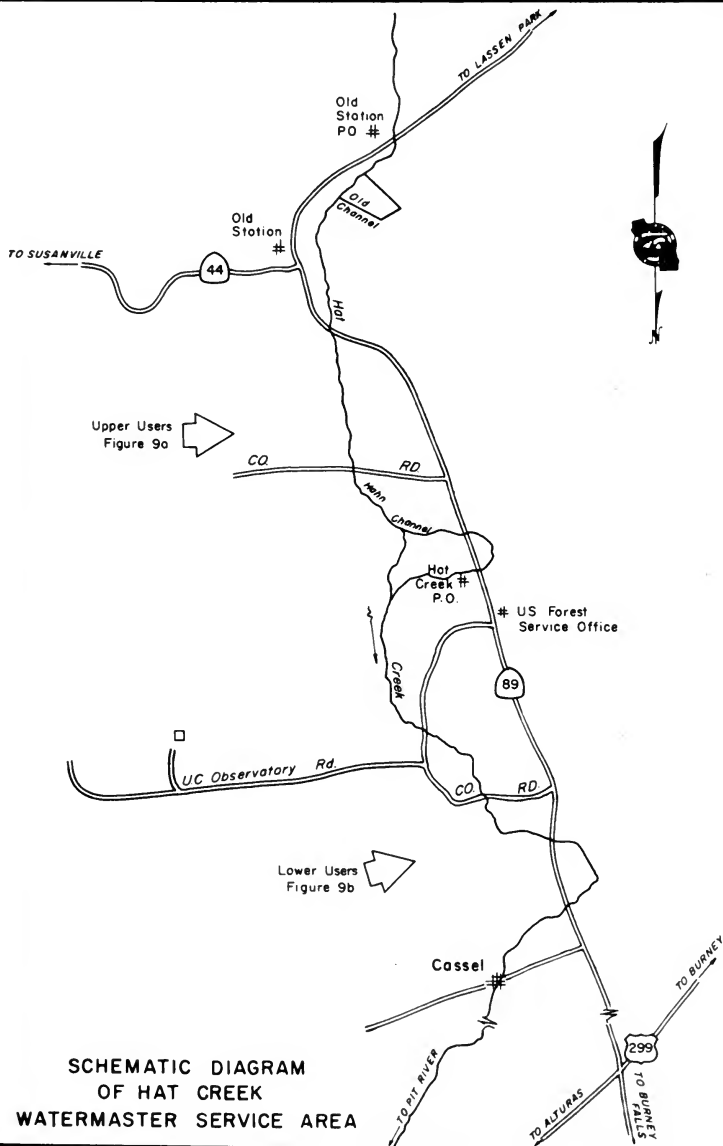 TO LASSEN PARK
Old
Station
PO
Old
Channel
Old
Station
TO SUSANVILLE
44
Hat
N
Upper Users
Figure 9a
CO. RD.
Hahn
Channel
Hat
Creek
P.O.
US Forest
Service Office
Creek
89
UC Observatory Rd.
CO. RD.
Lower Users
Figure 9b
Cassel
TO BURNEY
299
TO PIT RIVER
TO ALTURAS
TO BURNEY
FALLS
SCHEMATIC DIAGRAM
OF HAT CREEK
WATERMASTER SERVICE AREA